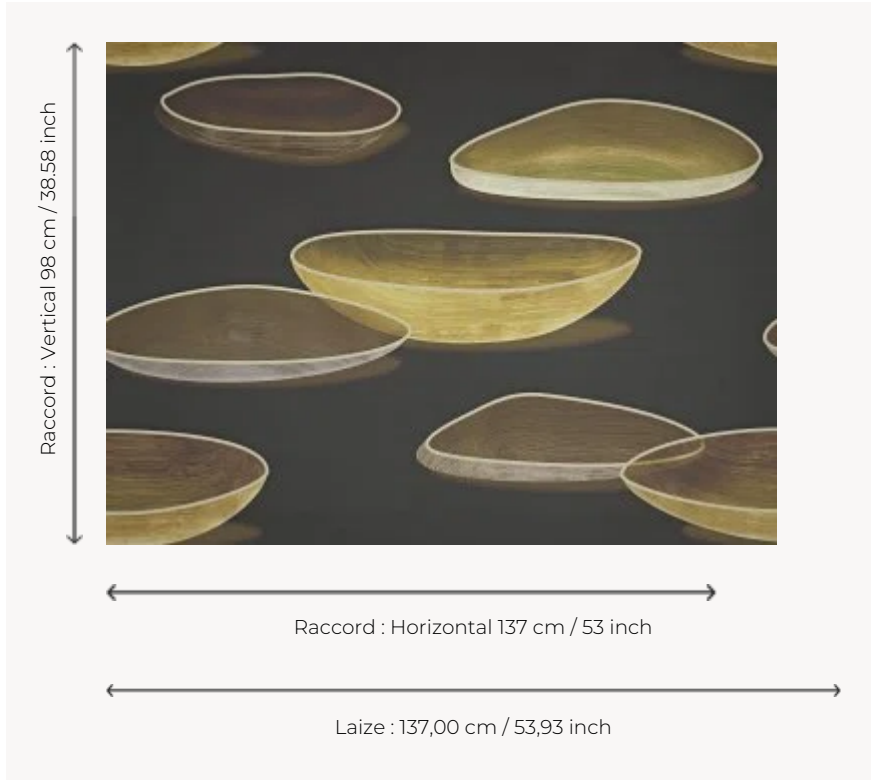 Raccord : Vertical 98 cm / 38.58 inch
Raccord : Horizontal 137 cm / 53 inch
Laize : 137,00 cm / 53,93 inch